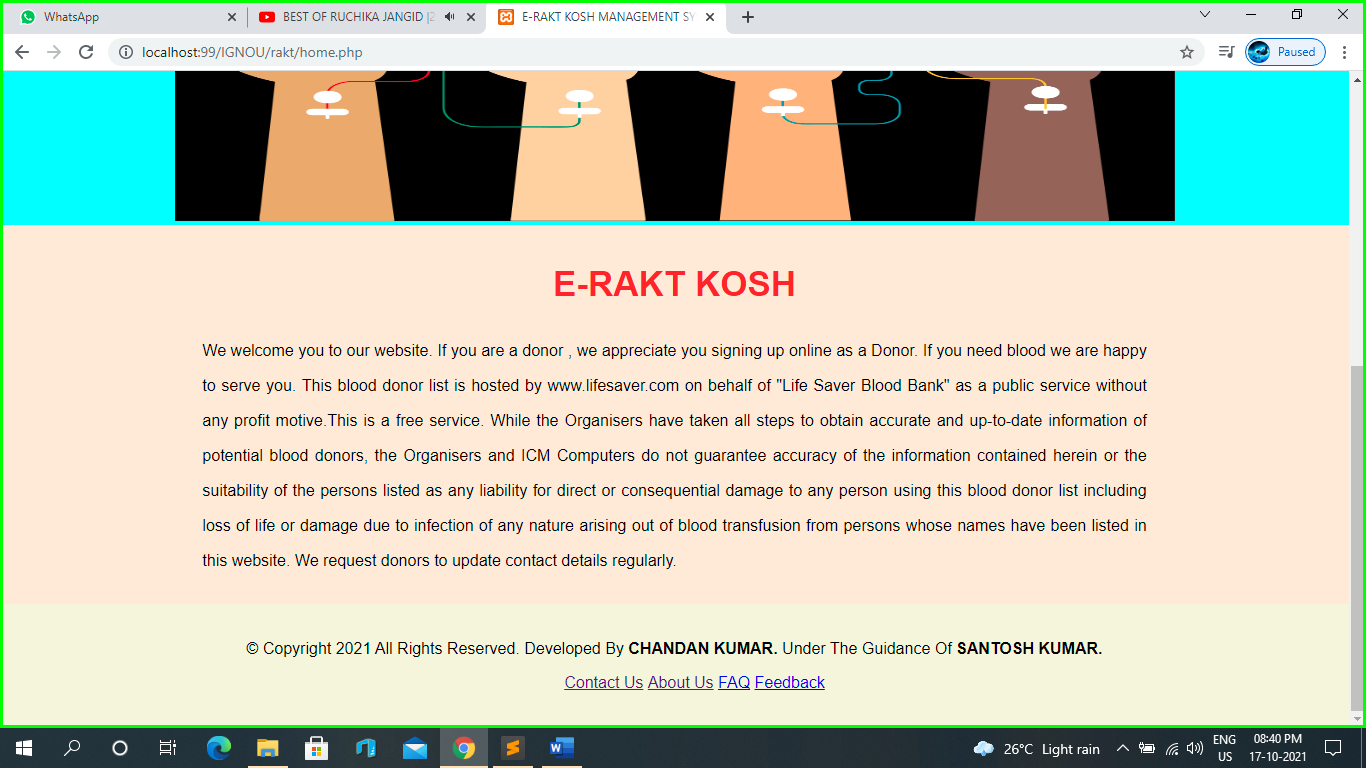 WhatsApp
BEST OF RUCHIKA JANGID |2
E-RAKT KOSH MANAGEMENT SY
localhost:99/IGNOU/rakt/home.php
Paused
E-RAKT KOSH
We welcome you to our website. If you are a donor , we appreciate you signing up online as a Donor. If you need blood we are happy
to serve you. This blood donor list is hosted by www.lifesaver.com on behalf of "Life Saver Blood Bank" as a public service without
any profit motive.This is a free service. While the Organisers have taken all steps to obtain accurate and up-to-date information of
potential blood donors, the Organisers and ICM Computers do not guarantee accuracy of the information contained herein or the
suitability of the persons listed as any liability for direct or consequential damage to any person using this blood donor list including
loss of life or damage due to infection of any nature arising out of blood transfusion from persons whose names have been listed in
this website. We request donors to update contact details regularly.
© Copyright 2021 All Rights Reserved. Developed By CHANDAN KUMAR. Under The Guidance Of SANTOSH KUMAR.
Contact Us About Us FAQ Feedback
26°C Light rain
ENG
US
08:40 PM
17-10-2021